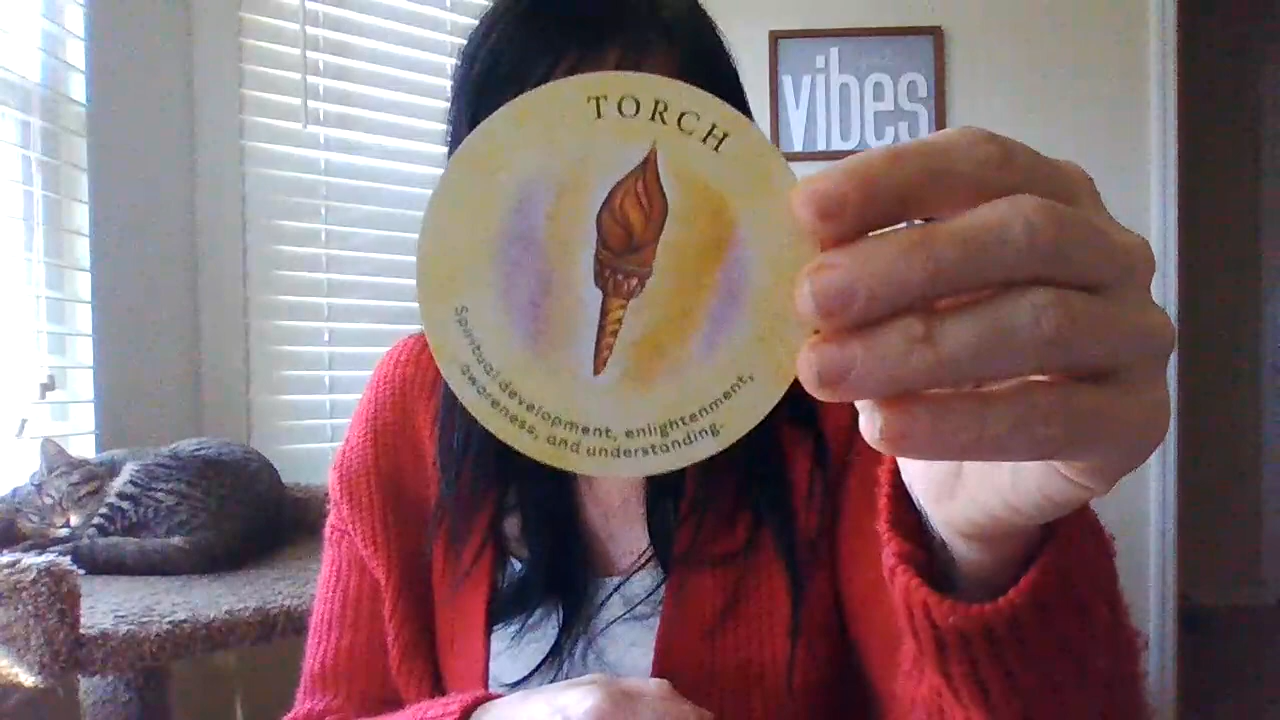 TORCH
vibes
Spiritual development, enlightenment,
awareness, and understanding.